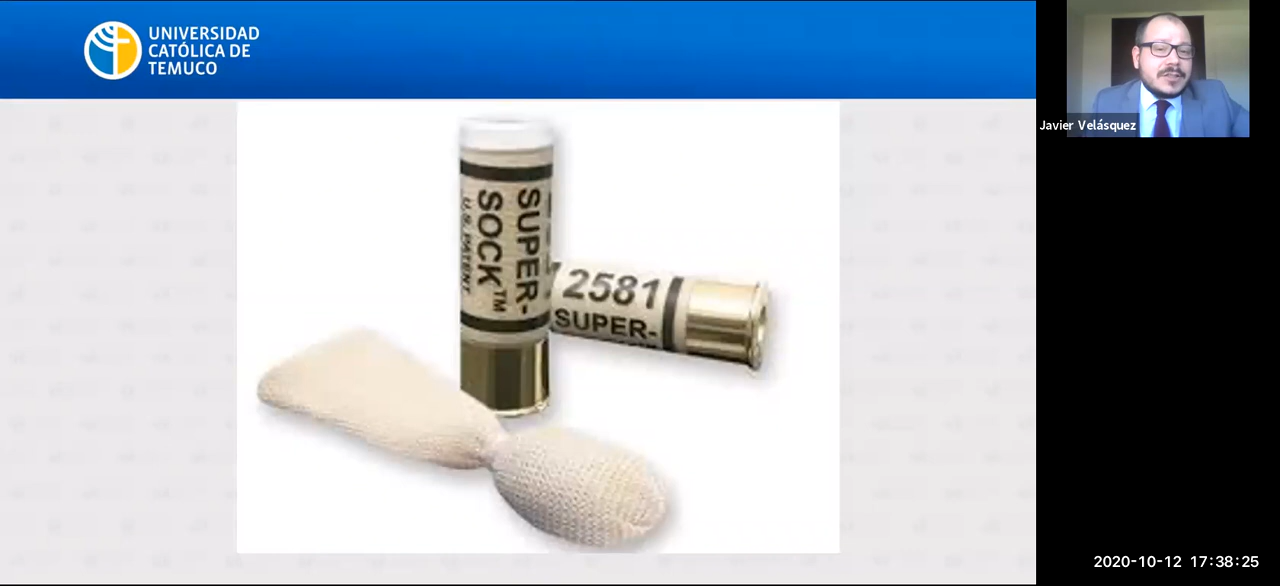 UNIVERSIDAD
CATÓLICA DE
TEMUCO
SUPER-
SOCK™
U.S. PATENT.
2581
SUPER-
Javier Velásquez
2020-10-12 17:38:25